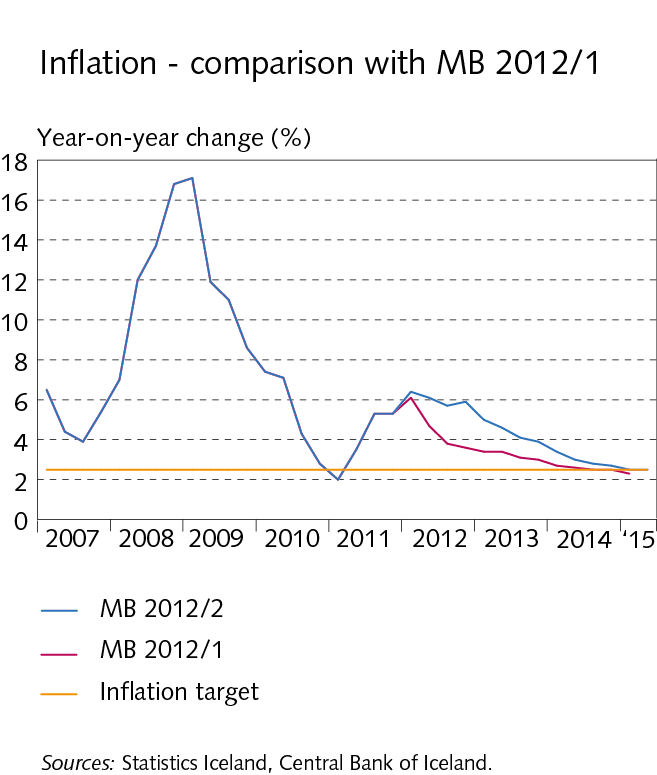 Inflation - comparison with MB 2012/1
Year-on-year change (%)
18
16
14
12
10
8
6
4
2
0
2007 2008 2009 2010 2011 2012 2013 2014 ‘15
MB 2012/2
MB 2012/1
Inflation target
Sources: Statistics Iceland, Central Bank of Iceland.